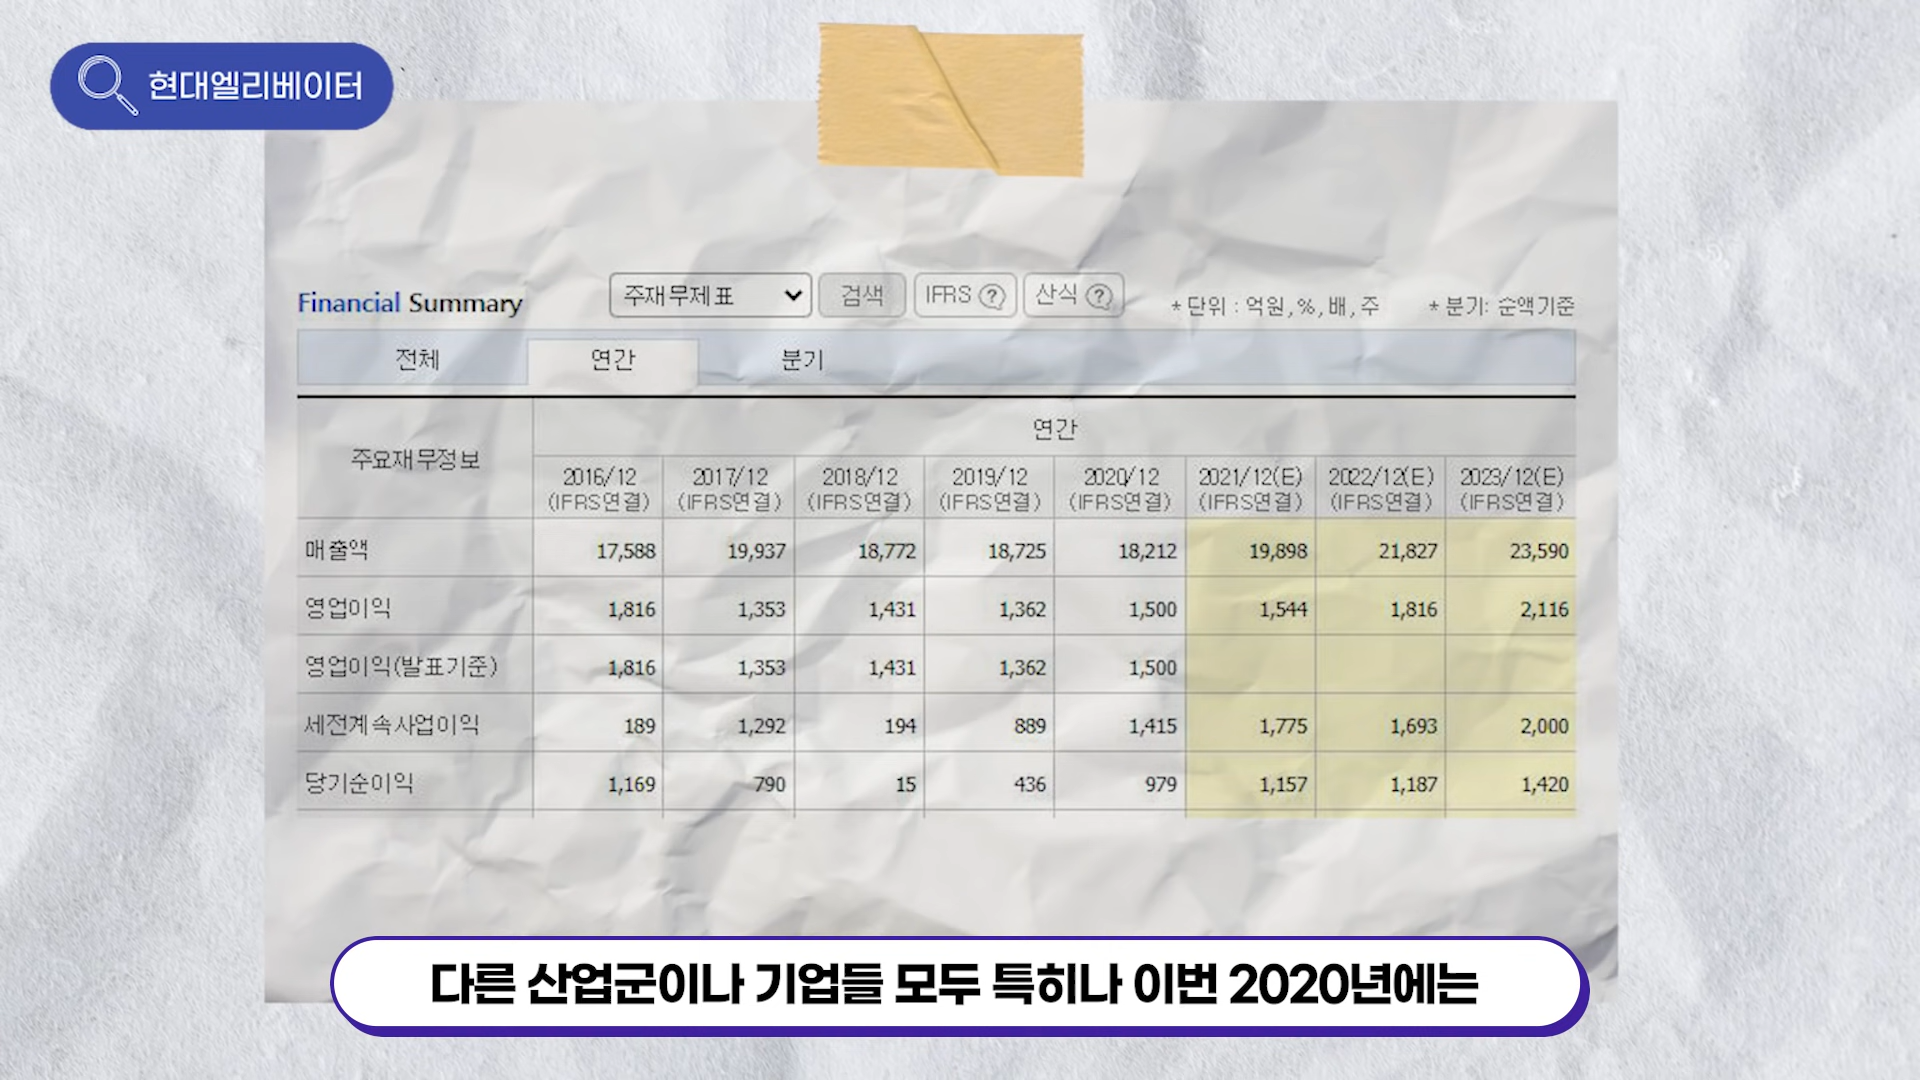 현대엘리베이터
Financial Summary
주재무제표 검색 IFRS ? 산식 ? * 단위 : 억원, %, 배, 주 * 분기: 순액기준
전체 연간 분기
주요재무정보 연간
2016/12 2017/12 2018/12 2019/12 2020/12 2021/12(E) 2022/12(E) 2023/12(E)
(IFRS연결) (IFRS연결) (IFRS연결) (IFRS연결) (IFRS연결) (IFRS연결) (IFRS연결) (IFRS연결)
매출액 17,588 19,937 18,772 18,725 18,212 19,898 21,827 23,590
영업이익 1,816 1,353 1,431 1,362 1,500 1,544 1,816 2,116
영업이익(발표기준) 1,816 1,353 1,431 1,362 1,500
세전계속사업이익 189 1,292 194 889 1,415 1,775 1,693 2,000
당기순이익 1,169 790 15 436 979 1,157 1,187 1,420
다른 산업군이나 기업들 모두 특히나 이번 2020년에는